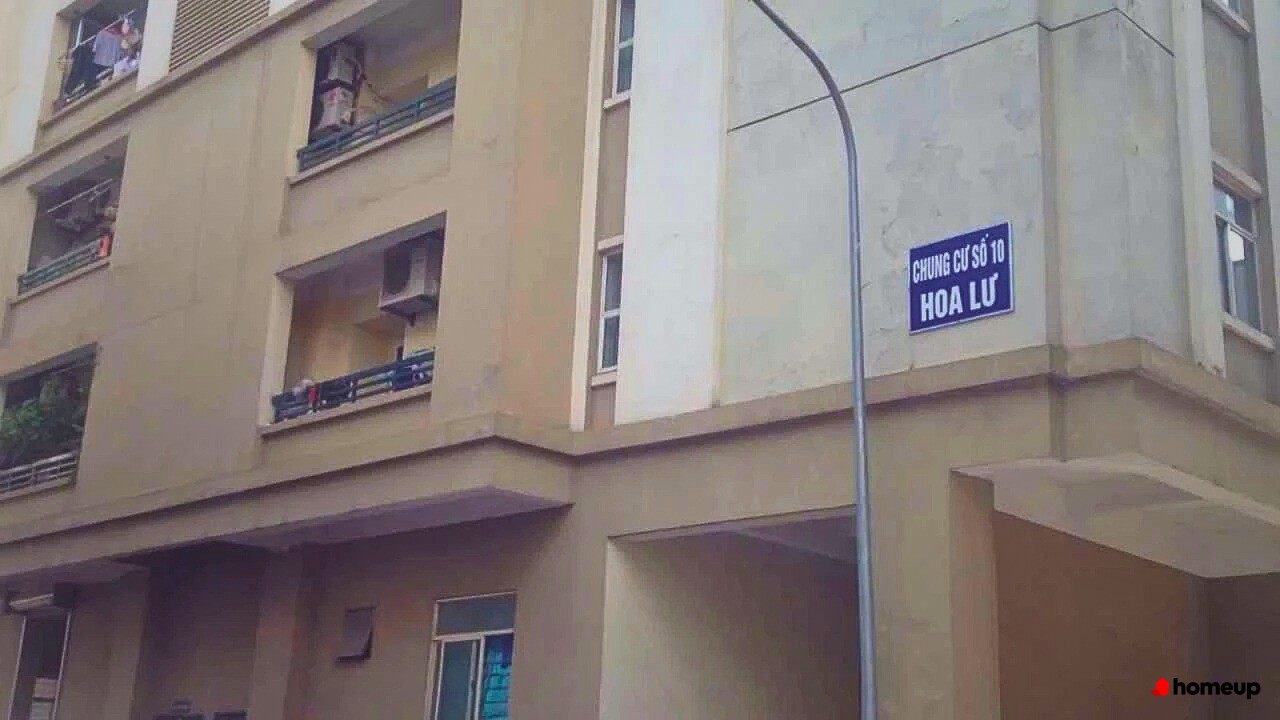 CHUNG CƯ SỐ 10
HOA LƯ
homeup